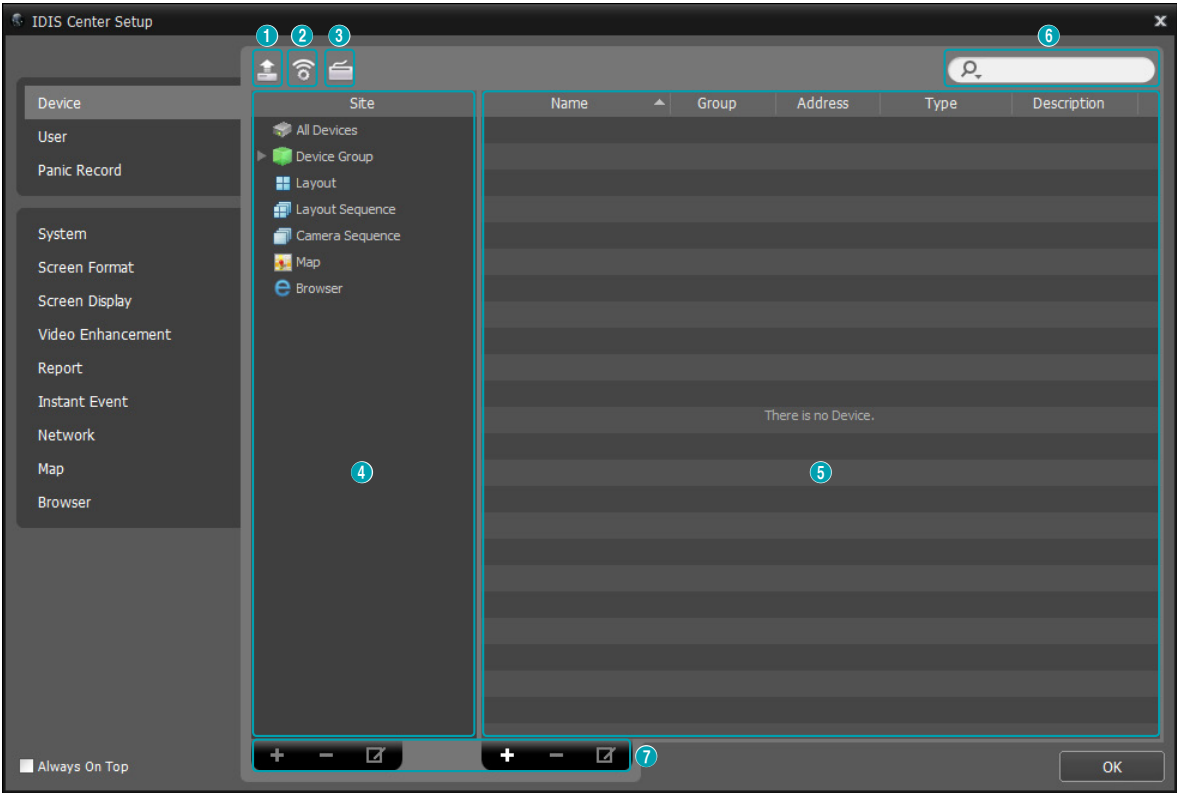 IDIS Center Setup
x
1 2 3 6
Device
User
Panic Record
System
Screen Format
Screen Display
Video Enhancement
Report
Instant Event
Network
Map
Browser
Site
All Devices
Device Group
Layout
Layout Sequence
Camera Sequence
Map
Browser
4
Name Group Address Type Description
There is no Device.
5
7
Always On Top
OK